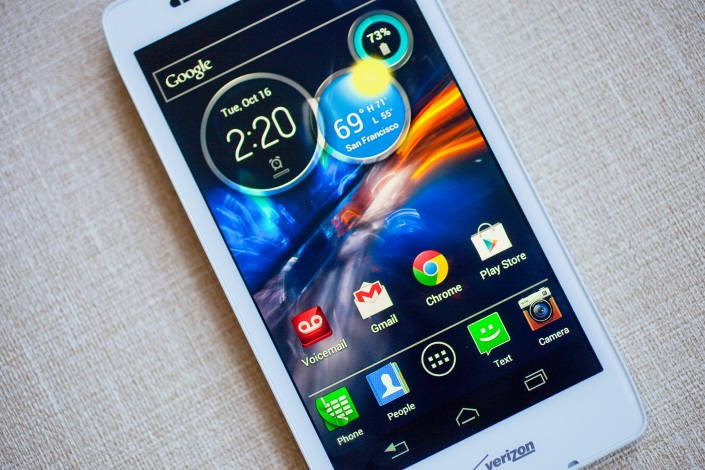 Google
73%
Tue, Oct 16
2:20
69° H 71°
L 55°
San Francisco
Play Store
Chrome
Gmail
Voicemail
Camera
Text
People
Phone
verizon